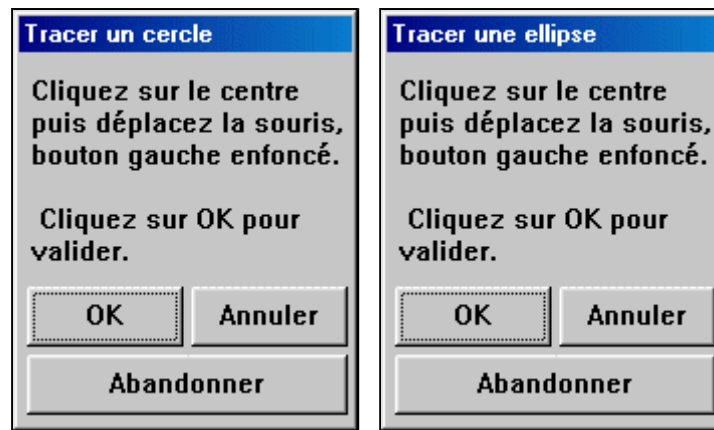 Tracer un cercle
Cliquez sur le centre
puis déplacez la souris,
bouton gauche enfoncé.
Cliquez sur OK pour
valider.
OK
Annuler
Abandonner
Tracer une ellipse
Cliquez sur le centre
puis déplacez la souris,
bouton gauche enfoncé.
Cliquez sur OK pour
valider.
OK
Annuler
Abandonner